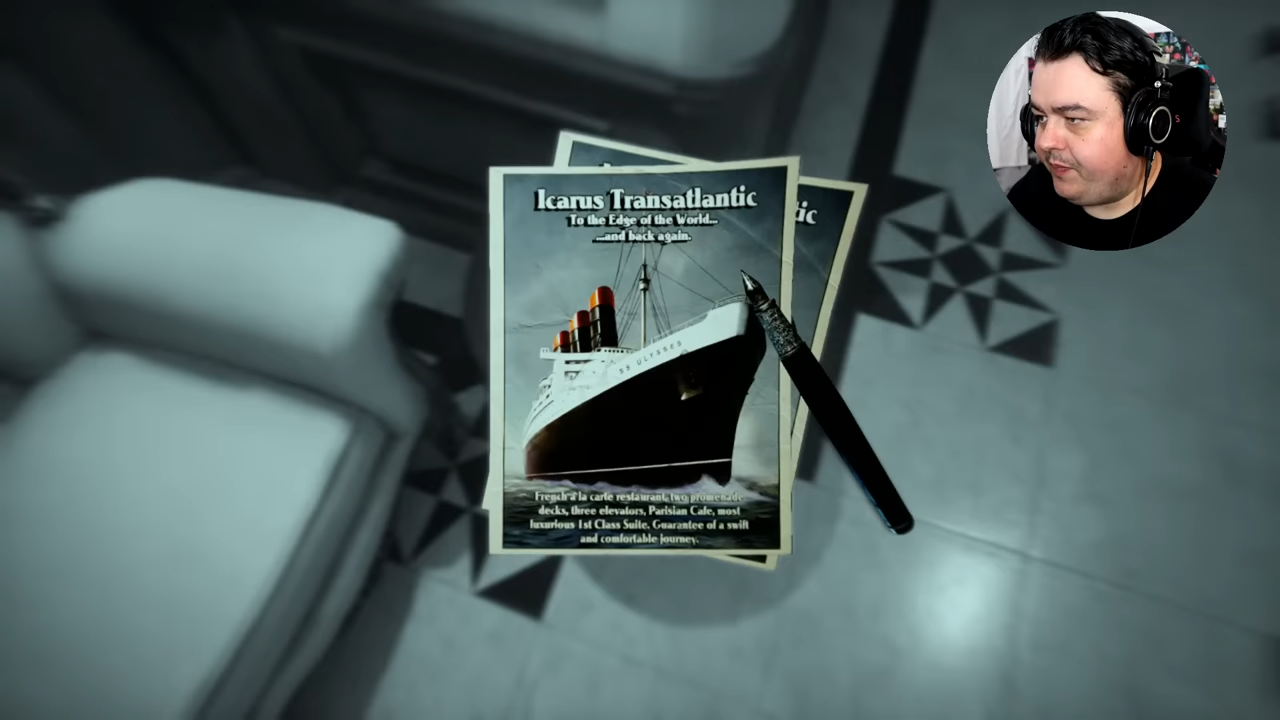 Icarus Transatlantic
To the Edge of the World...
...and back again.
ic
SS ULYSSES
French à la carte restaurant, two promenade
decks, three elevators, Parisian Cafe, most
luxurious 1st Class Suite. Guarantee of a swift
and comfortable journey.